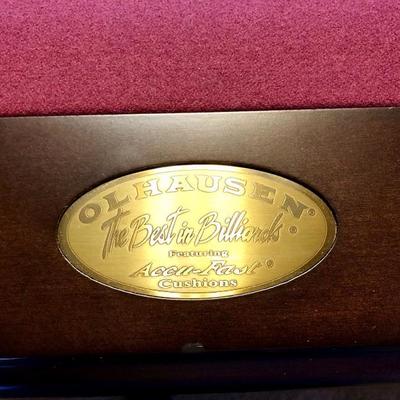 OLHAUSEN®
The Best in Billiards®
Featuring
Accu-Fast®
Cushions